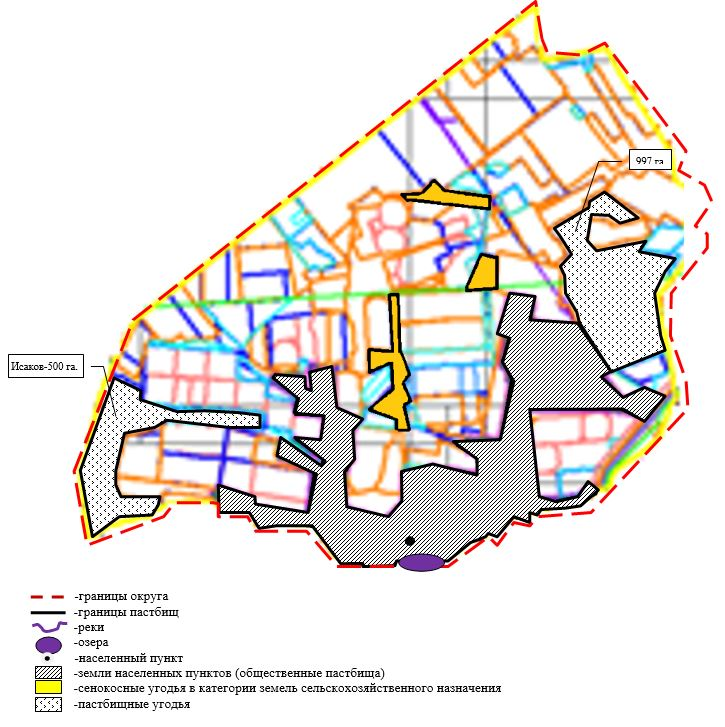 997 га
Исаков-500 га.
-границы округа
-границы пастбищ
-реки
-озера
-населенный пункт
-земли населенных пунктов (общественные пастбища)
-сенокосные угодья в категории земель сельскохозяйственного назначения
-пастбищные угодья